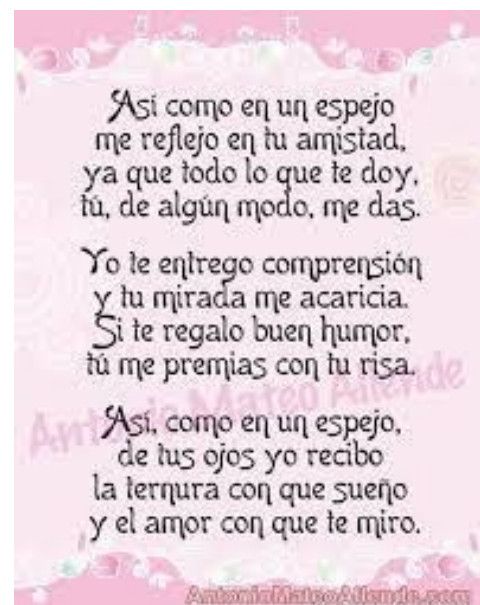 Así como en un espejo
me reflejo en tu amistad,
ya que todo lo que te doy,
tú, de algún modo, me das.
Yo te entrego comprensión
y tu mirada me acaricia.
Si te regalo buen humor,
tú me premias con tu risa.
Antonio Mateo Allende
Así, como en un espejo,
de tus ojos yo recibo
la ternura con que sueño
y el amor con que te miro.
AntonioMateoAllende.com